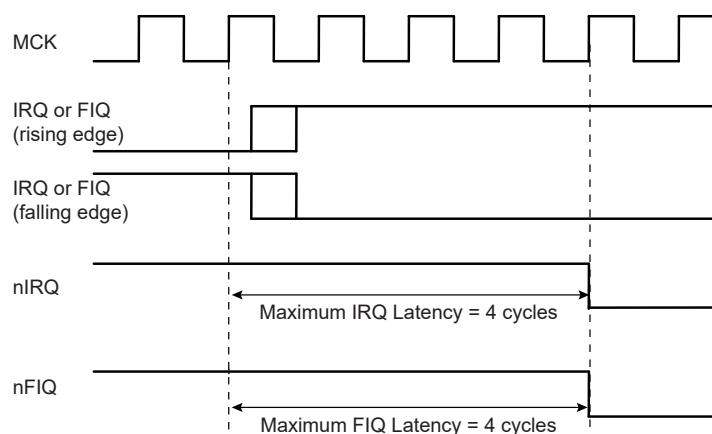 MCK
IRQ or FIQ
(rising edge)
IRQ or FIQ
(falling edge)
nIRQ
Maximum IRQ Latency = 4 cycles
nFIQ
Maximum FIQ Latency = 4 cycles